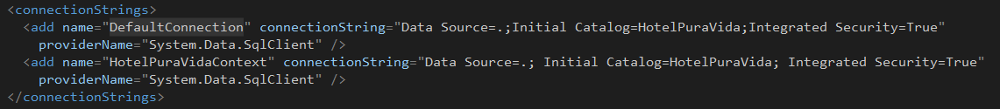 <connectionStrings>
<add name="DefaultConnection" connectionString="Data Source=.;Initial Catalog=HotelPuraVida;Integrated Security=True"
providerName="System.Data.SqlClient" />
<add name="HotelPuraVidaContext" connectionString="Data Source=.; Initial Catalog=HotelPuraVida; Integrated Security=True"
providerName="System.Data.SqlClient" />
</connectionStrings>